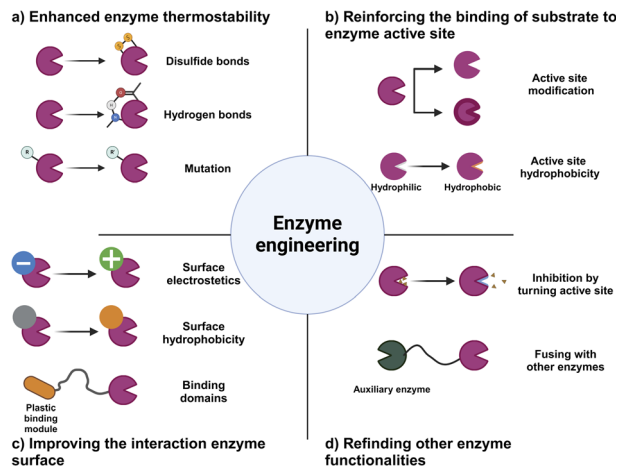 a) Enhanced enzyme thermostability
S
S
Disulfide bonds
O
H
N
Hydrogen bonds
R
R'
Mutation
b) Reinforcing the binding of substrate to
enzyme active site
Active site
modification
Active site
hydrophobicity
Hydrophilic
Hydrophobic
Enzyme
engineering
Surface
electrostetics
Surface
hydrophobicity
Binding
domains
Plastic
binding
module
c) Improving the interaction enzyme
surface
Inhibition by
turning active site
Fusing with
other enzymes
Auxiliary enzyme
d) Refinding other enzyme
functionalities